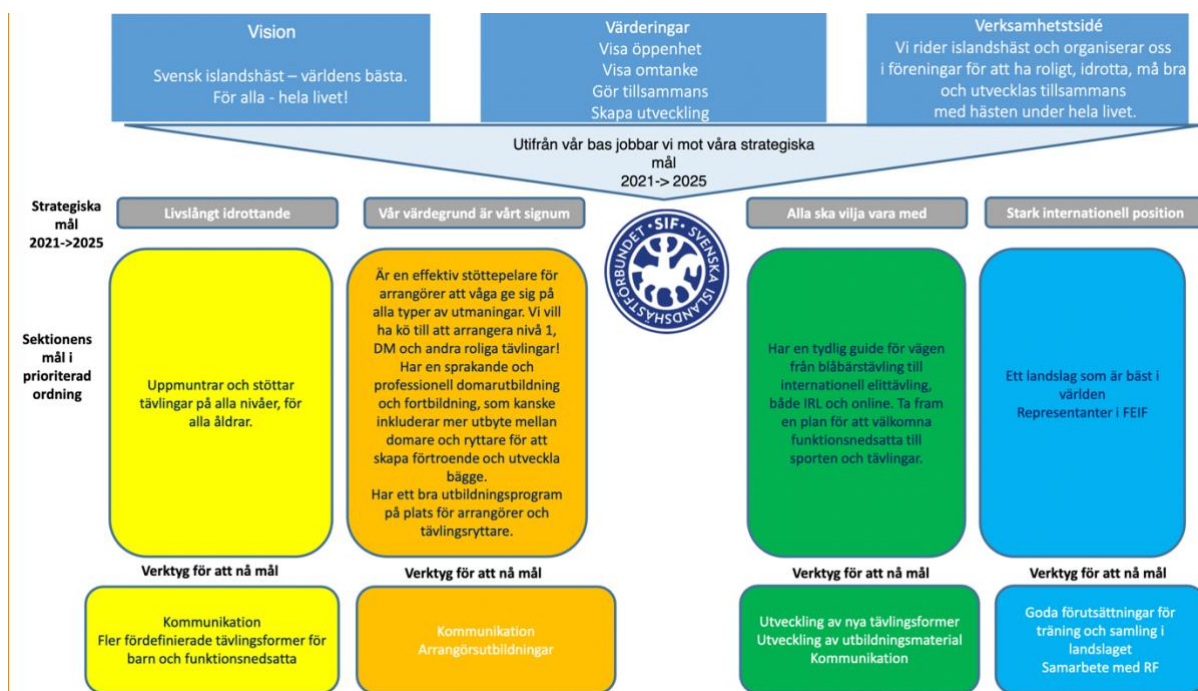 Vision
Svensk islandshäst – världens bästa.
För alla - hela livet!
Värderingar
Visa öppenhet
Visa omtanke
Gör tillsammans
Skapa utveckling
Verksamhetstsidé
Vi rider islandshäst och organiserar oss
i föreningar för att ha roligt, idrotta, må bra
och utvecklas tillsammans
med hästen under hela livet.
Utifrån vår bas jobbar vi mot våra strategiska
mål
2021-> 2025
Strategiska
mål
2021->2025
Livslångt idrottande
Vår värdegrund är vårt signum
SIF · SVENSKA ISLANDSHÄSTFÖRBUNDET ·
Alla ska vilja vara med
Stark internationell position
Sektionens
mål i
prioriterad
ordning
Uppmuntrar och stöttar
tävlingar på alla nivåer, för
alla åldrar.
Är en effektiv stöttepelare för
arrangörer att våga ge sig på
alla typer av utmaningar. Vi vill
ha kö till att arrangera nivå 1,
DM och andra roliga tävlingar!
Har en sprakande och
professionell domarutbildning
och fortbildning, som kanske
inkluderar mer utbyte mellan
domare och ryttare för att
skapa förtroende och utveckla
bägge.
Har ett bra utbildningsprogram
på plats för arrangörer och
tävlingsryttare.
Har en tydlig guide för vägen
från blåbärstävling till
internationell elittävling,
både IRL och online. Ta fram
en plan för att välkomna
funktionsnedsatta till
sporten och tävlingar.
Ett landslag som är bäst i
världen
Representanter i FEIF
Verktyg för att nå mål
Verktyg för att nå mål
Verktyg för att nå mål
Verktyg för att nå mål
Kommunikation
Fler fördefinierade tävlingsformer för
barn och funktionsnedsatta
Kommunikation
Arrangörsutbildningar
Utveckling av nya tävlingsformer
Utveckling av utbildningsmaterial
Kommunikation
Goda förutsättningar för
träning och samling i
landslaget
Samarbete med RF